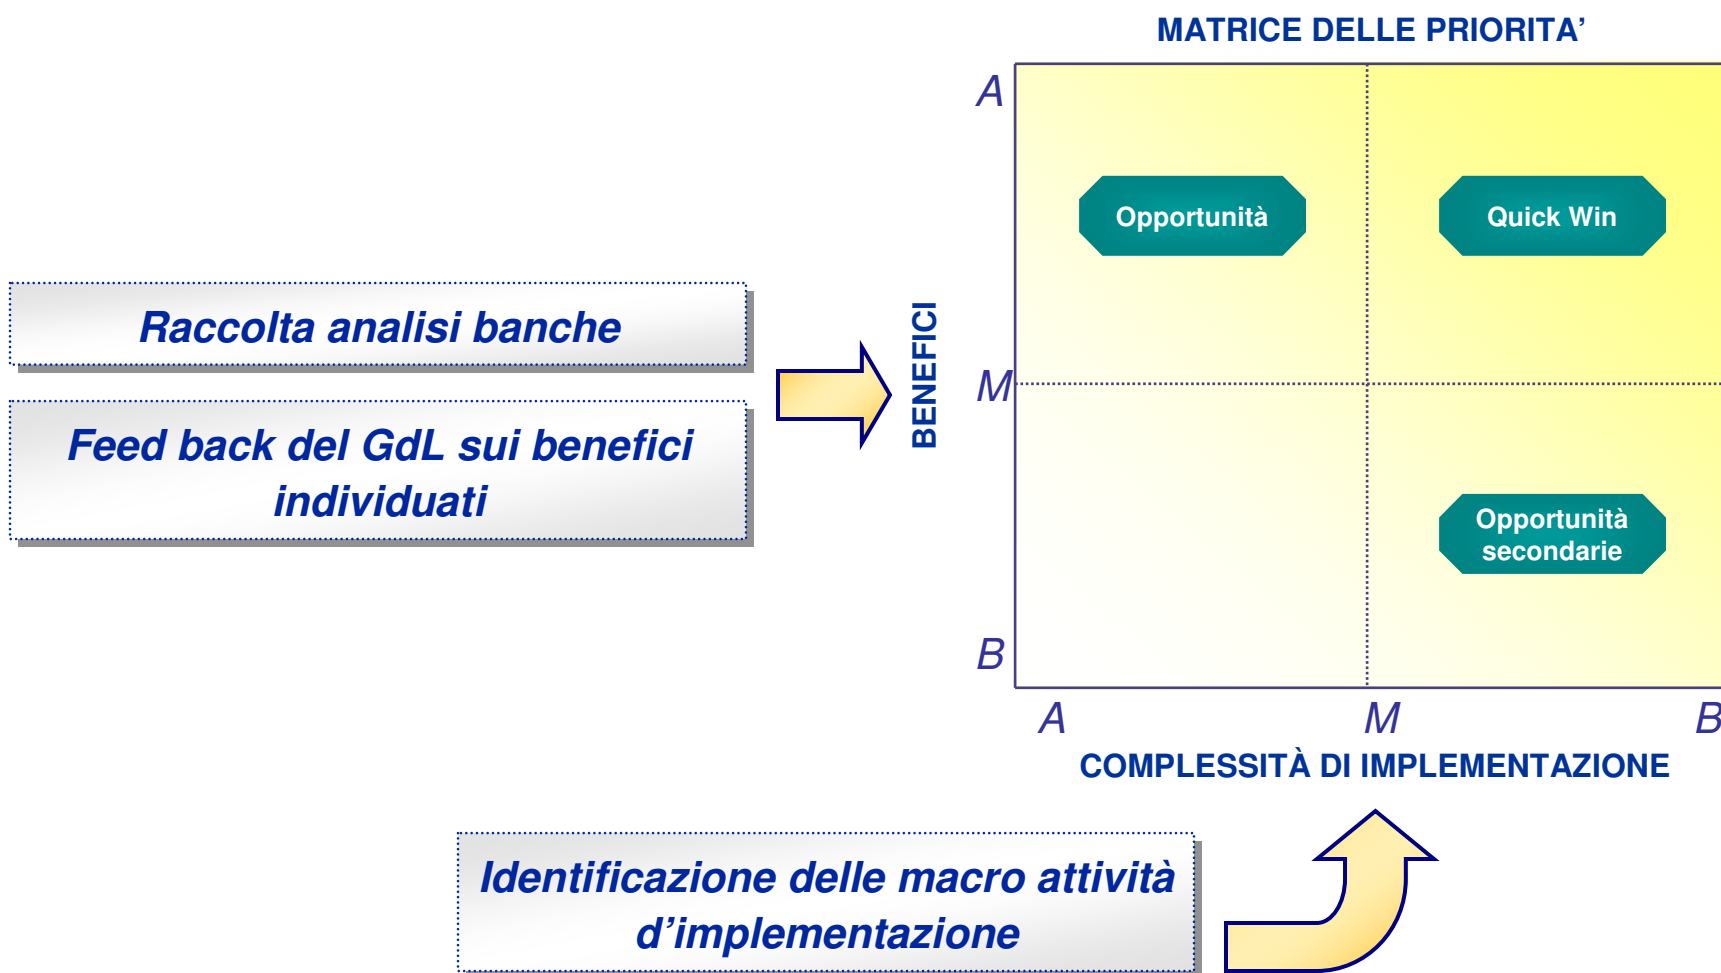 MATRICE DELLE PRIORITA’
A
Opportunità
Quick Win
Raccolta analisi banche
BENEFICI
M
Feed back del GdL sui benefici
individuati
Opportunità
secondarie
B
A
M
B
COMPLESSITÀ DI IMPLEMENTAZIONE
Identificazione delle macro attività
d’implementazione